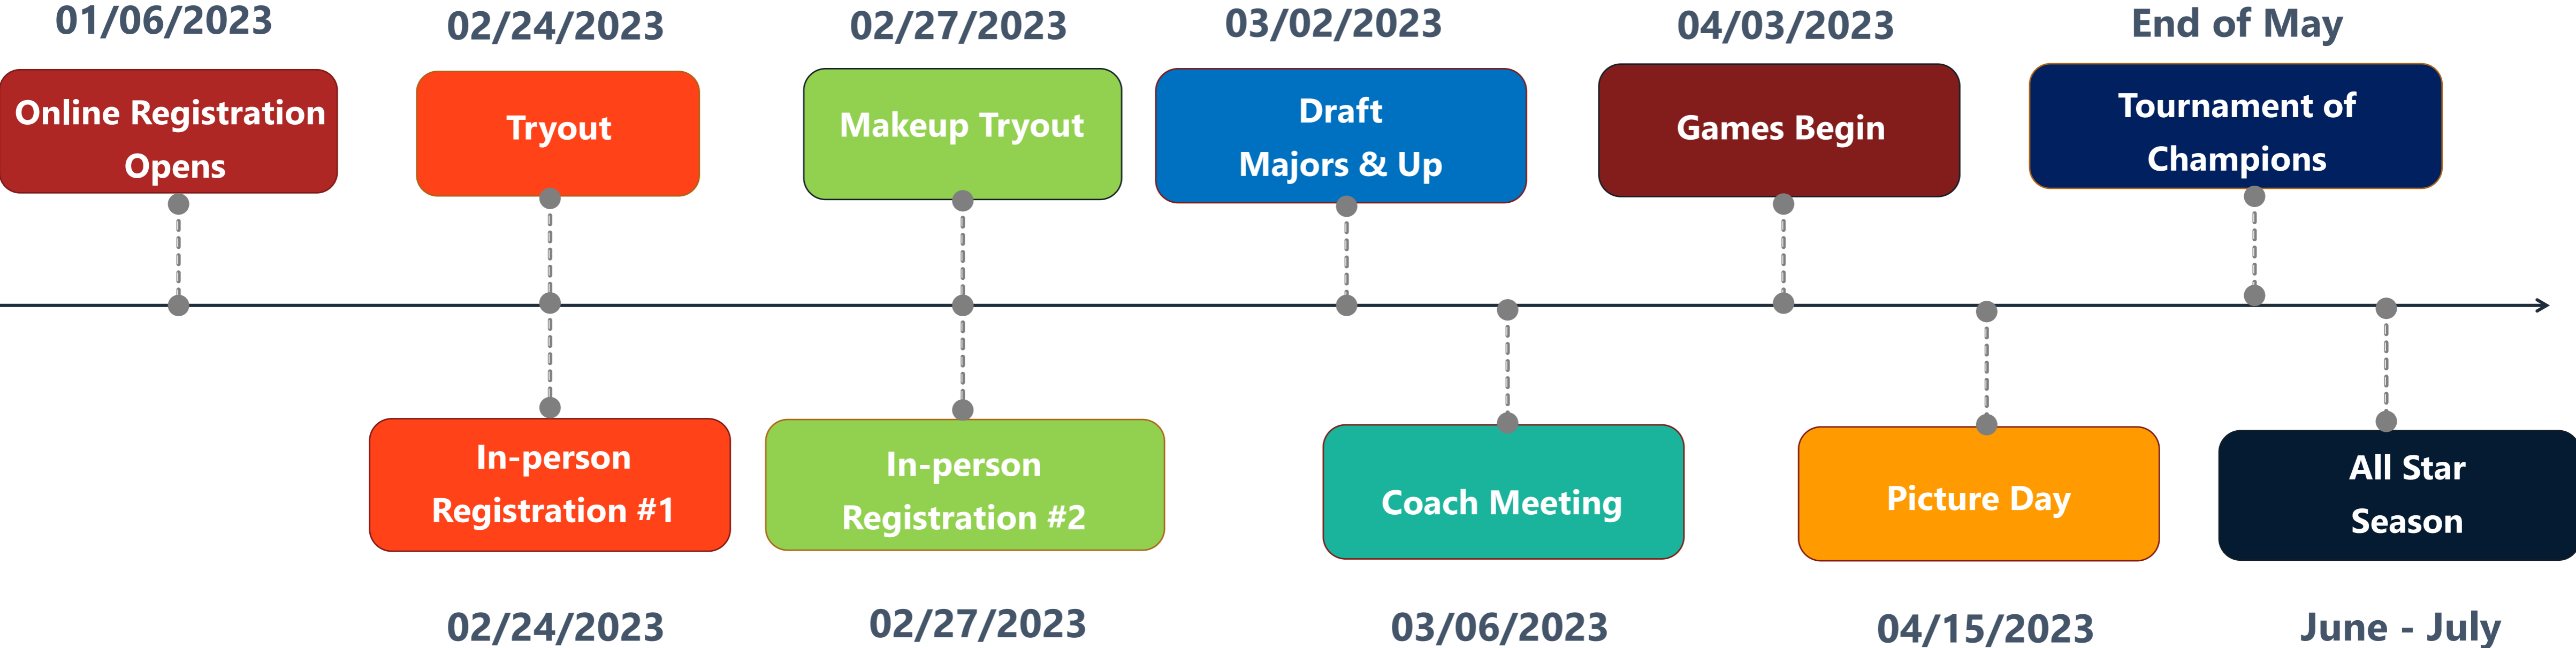 01/06/2023
02/24/2023
02/27/2023
03/02/2023
04/03/2023
End of May
Online Registration
Opens
Tryout
Makeup Tryout
Draft
Majors & Up
Games Begin
Tournament of
Champions
In-person
Registration #1
In-person
Registration #2
Coach Meeting
Picture Day
All Star
Season
02/24/2023
02/27/2023
03/06/2023
04/15/2023
June - July